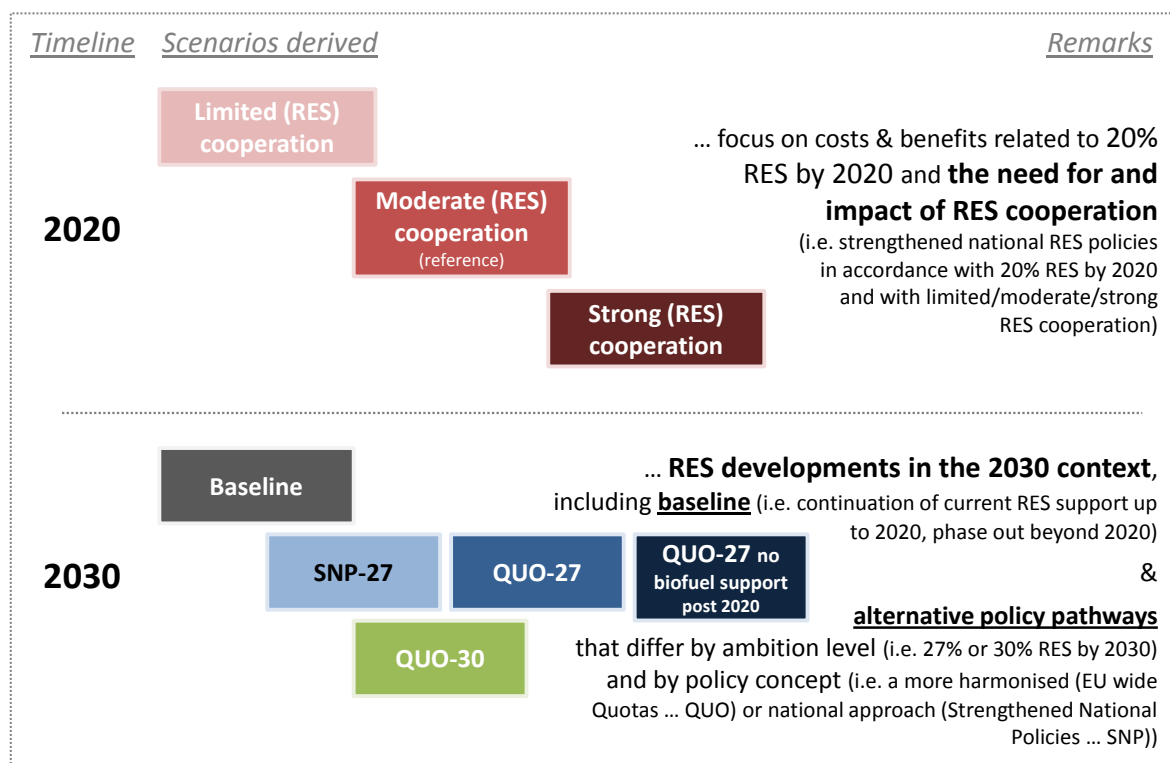 Timeline Scenarios derived Remarks
2020
Limited (RES)
cooperation
Moderate (RES)
cooperation
(reference)
Strong (RES)
cooperation
... focus on costs & benefits related to 20%
RES by 2020 and the need for and
impact of RES cooperation
(i.e. strengthened national RES policies
in accordance with 20% RES by 2020
and with limited/moderate/strong
RES cooperation)
2030
Baseline
SNP-27
QUO-27
QUO-27 no
biofuel support
post 2020
QUO-30
... RES developments in the 2030 context,
including baseline (i.e. continuation of current RES support up
to 2020, phase out beyond 2020)
&
alternative policy pathways
that differ by ambition level (i.e. 27% or 30% RES by 2030)
and by policy concept (i.e. a more harmonised (EU wide
Quotas ... QUO) or national approach (Strengthened National
Policies ... SNP))